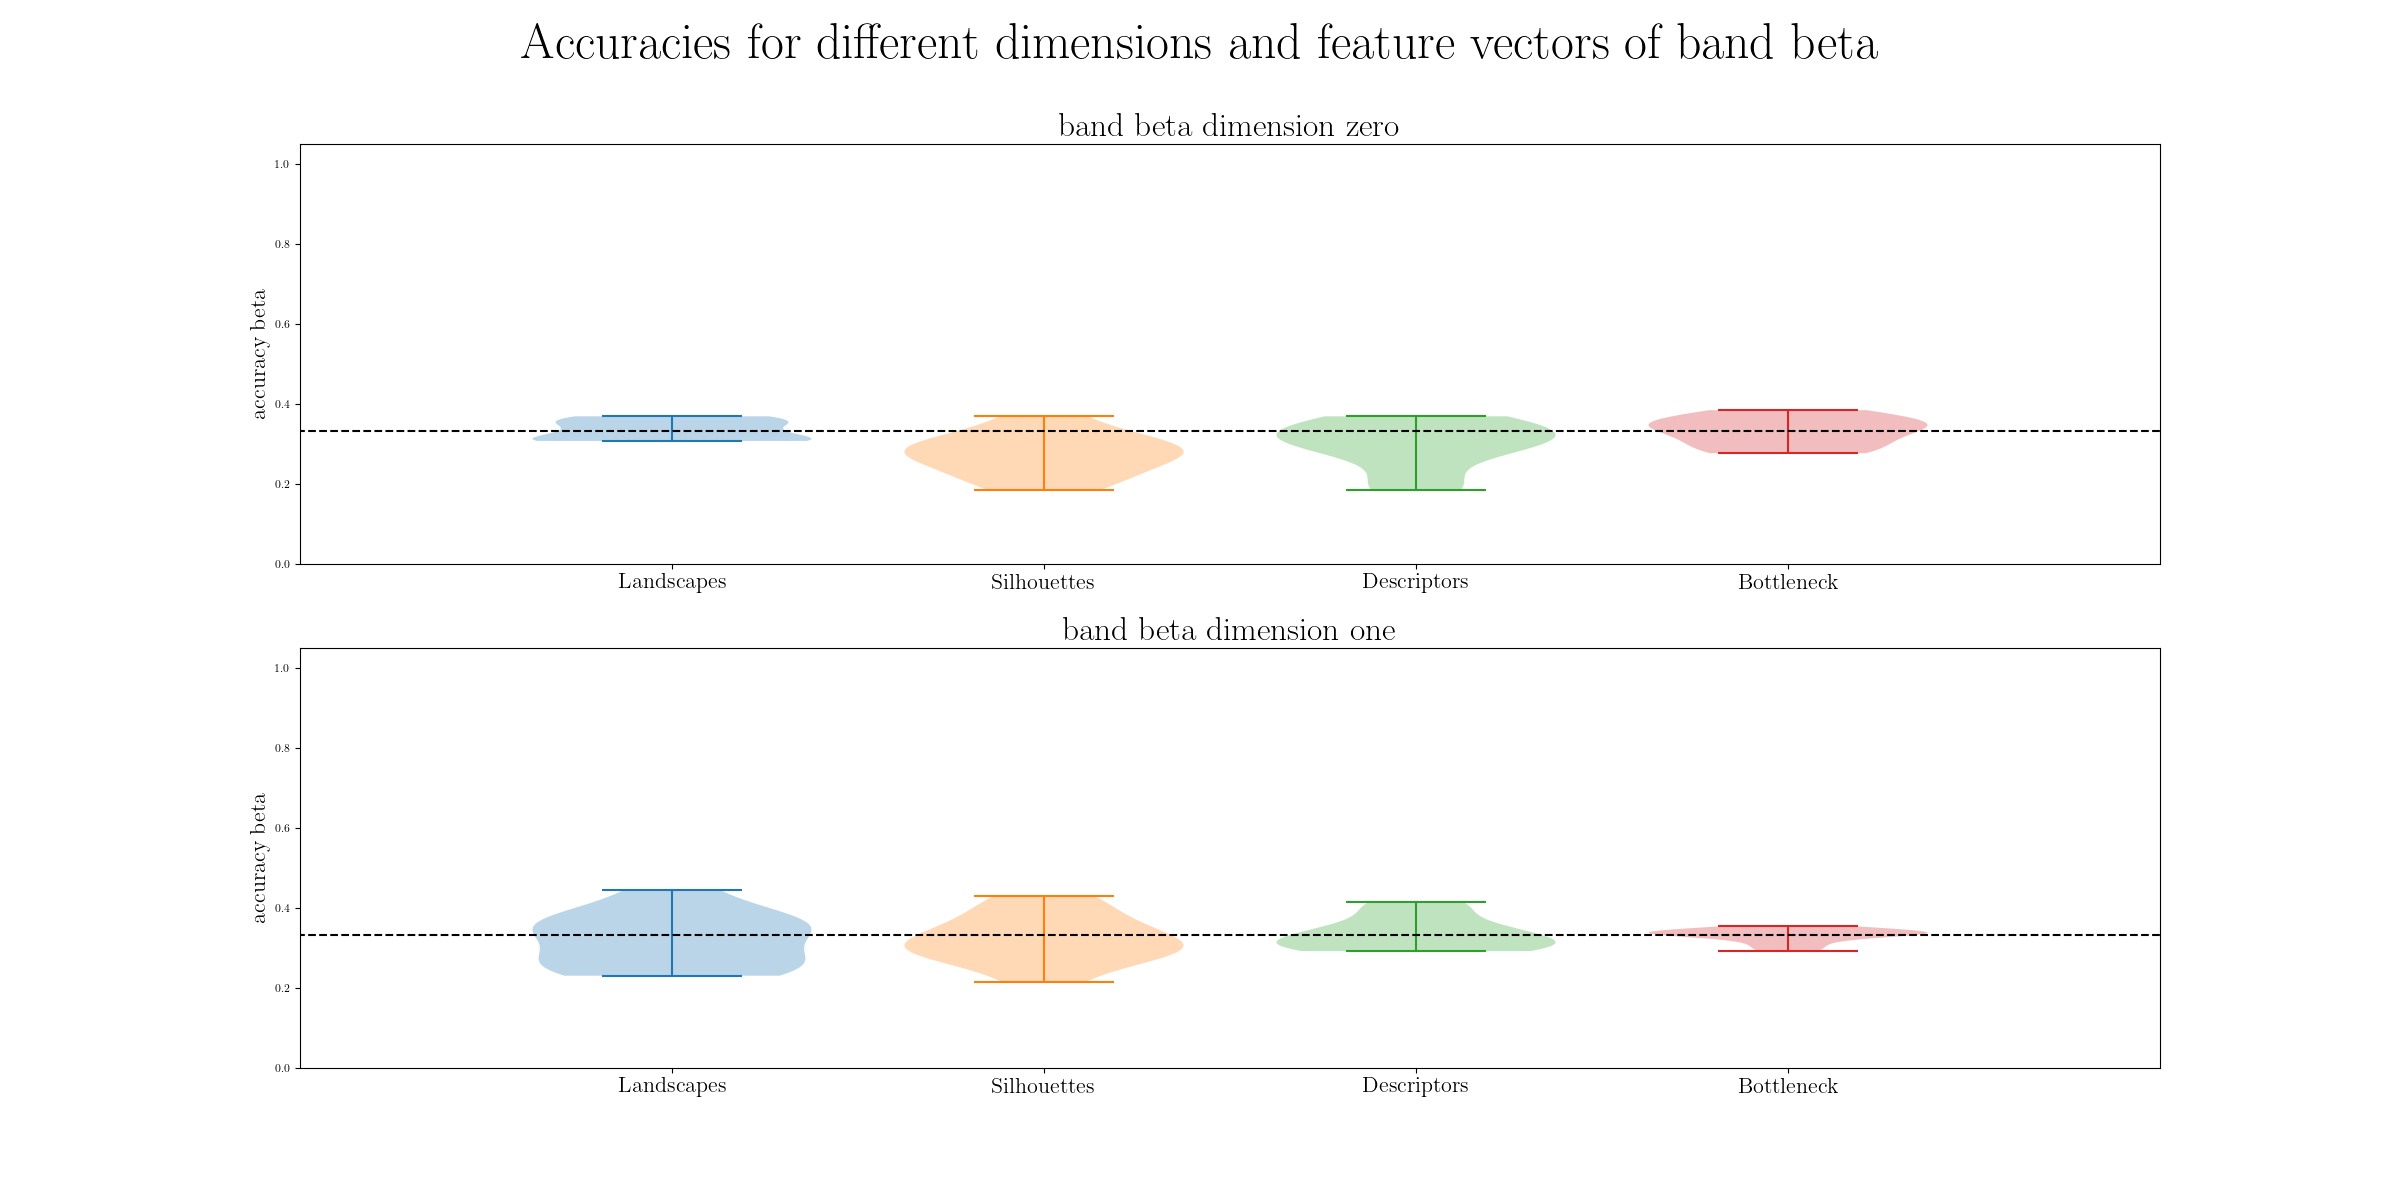 Accuracies for different dimensions and feature vectors of band beta
band beta dimension zero
accuracy beta
1.0
0.8
0.6
0.4
0.2
0.0
Landscapes Silhouettes Descriptors Bottleneck
band beta dimension one
accuracy beta
1.0
0.8
0.6
0.4
0.2
0.0
Landscapes Silhouettes Descriptors Bottleneck